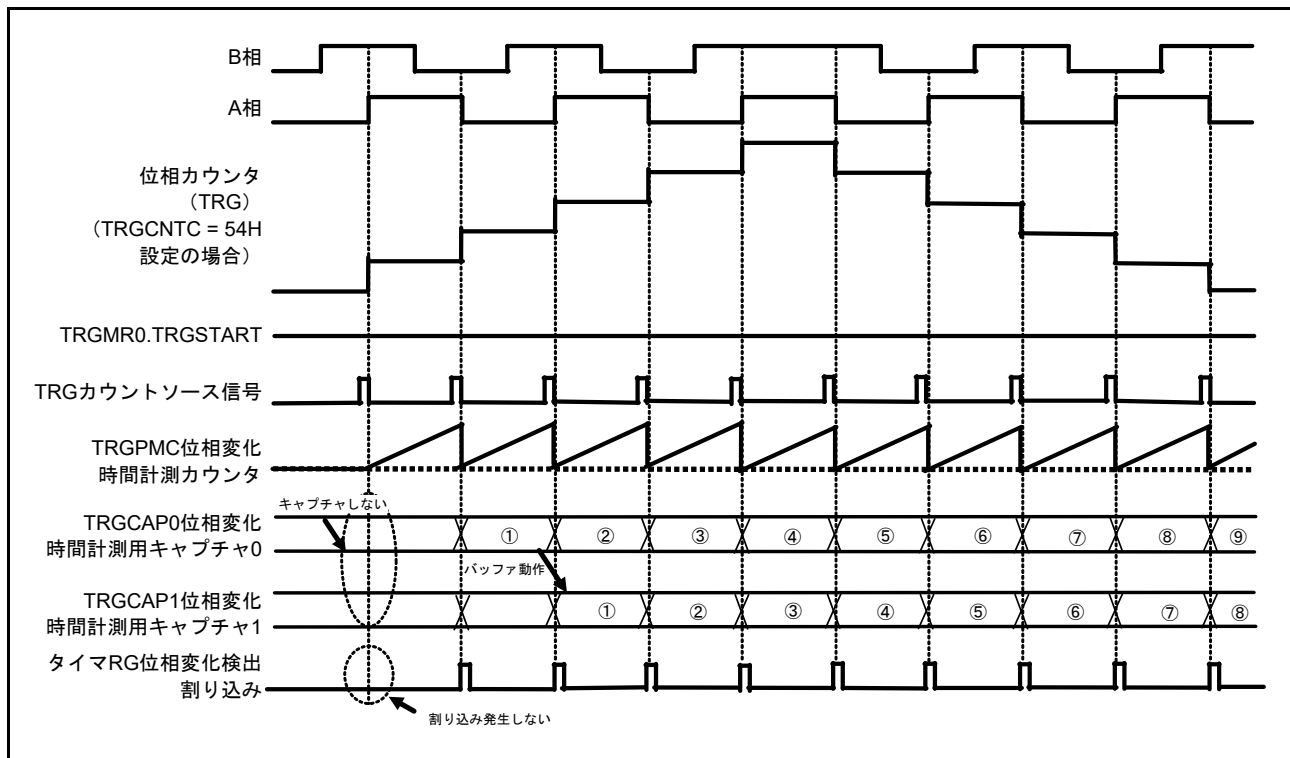 B相
A相
位相カウンタ
（TRG）
（TRGCNTC = 54H
設定の場合）
TRGMR0.TRGSTART
TRGカウントソース信号
TRGPMC位相変化
時間計測カウンタ
キャプチャしない
TRGCAP0位相変化
時間計測用キャプチャ0
① ② ③ ④ ⑤ ⑥ ⑦ ⑧ ⑨
バッファ動作
TRGCAP1位相変化
時間計測用キャプチャ1
① ② ③ ④ ⑤ ⑥ ⑦ ⑧
タイマRG位相変化検出
割り込み
割り込み発生しない